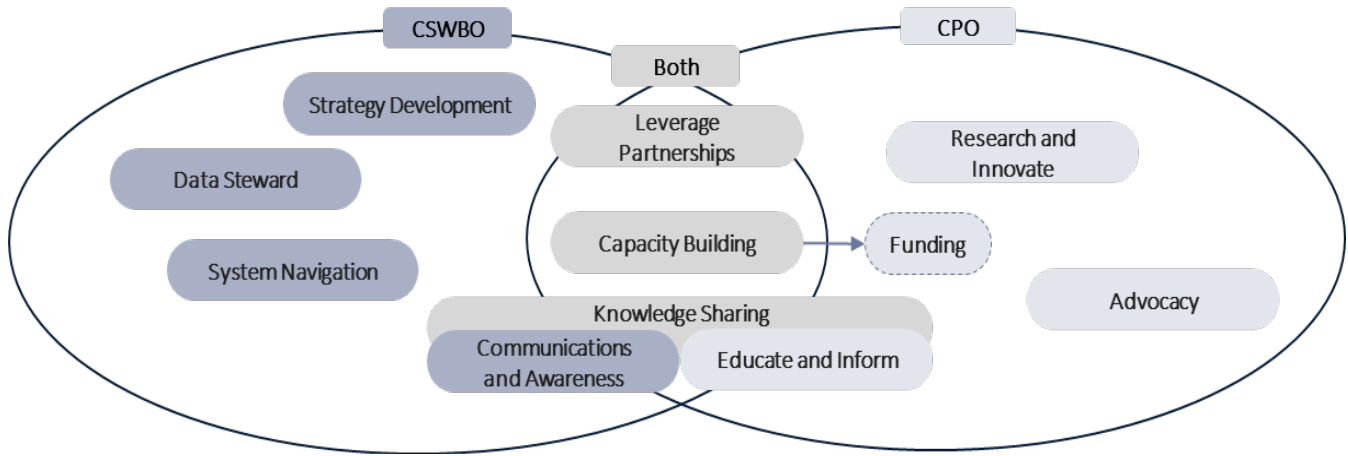 CSWBO
CPO
Both
Strategy Development
Leverage
Partnerships
Research and
Innovate
Data Steward
Capacity Building
Funding
System Navigation
Advocacy
Knowledge Sharing
Communications
and Awareness
Educate and Inform